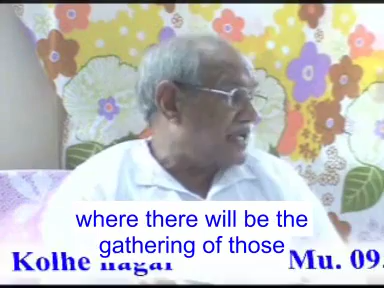 where there will be the
gathering of those
Kolhe nagar Mu. 09.